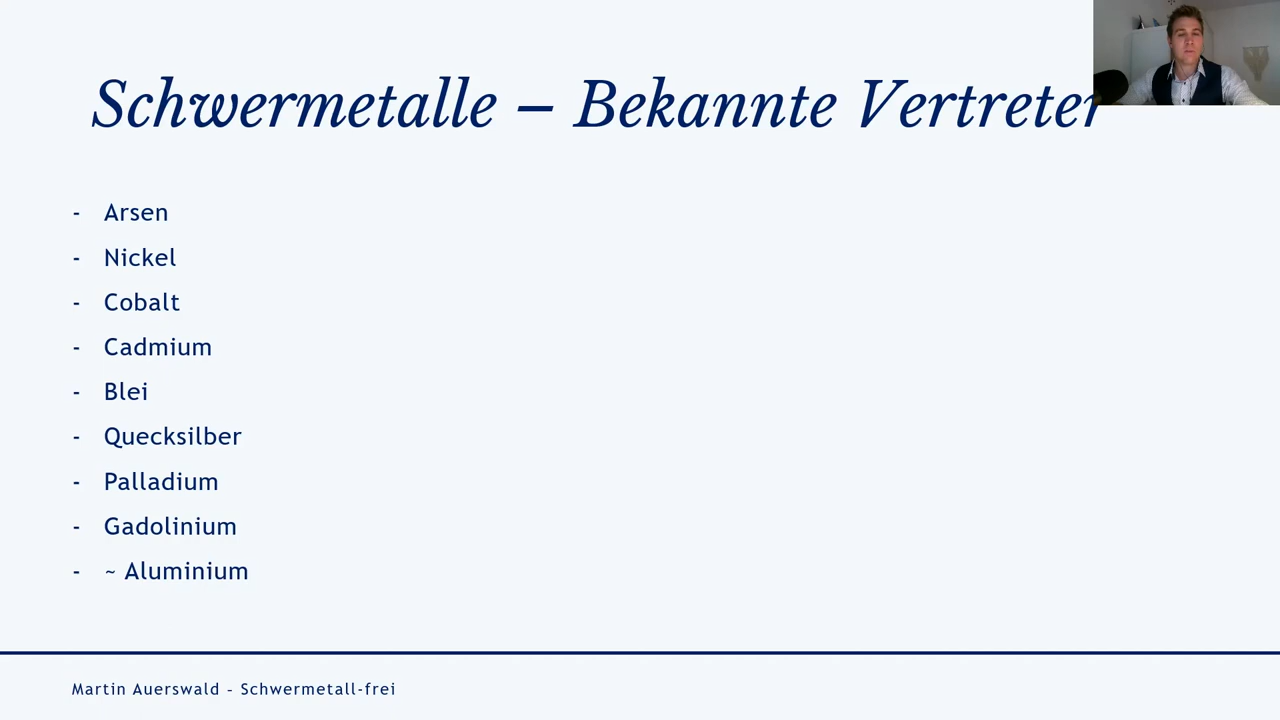 Schwermetalle – Bekannte Vertreter
- Arsen
- Nickel
- Cobalt
- Cadmium
- Blei
- Quecksilber
- Palladium
- Gadolinium
- ~ Aluminium
Martin Auerswald – Schwermetall-frei